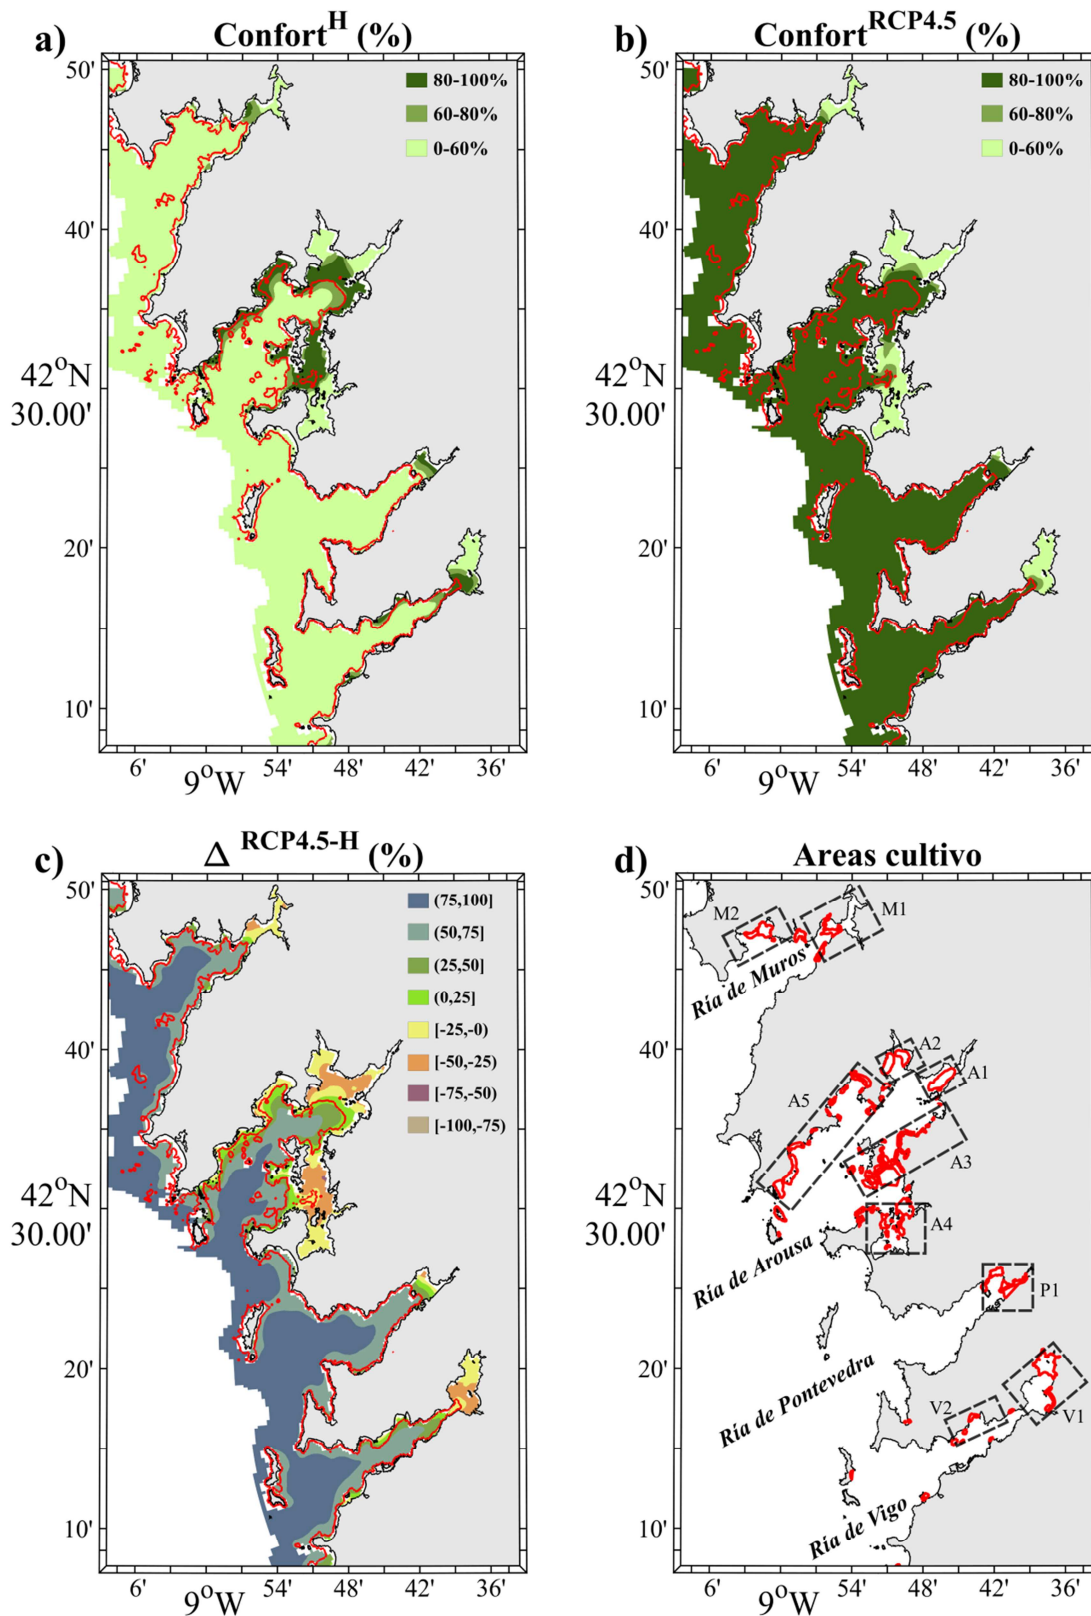 a)
Confort^H (%)
80-100%
60-80%
0-60%
50'
40'
42°N
30.00'
20'
10'
6'
9°W
54'
48'
42'
36'
b)
Confort^RCP4.5 (%)
80-100%
60-80%
0-60%
50'
40'
42°N
30.00'
20'
10'
6'
9°W
54'
48'
42'
36'
c)
Δ^RCP4.5-H (%)
(75,100]
(50,75]
(25,50]
(0,25]
[-25,-0)
[-50,-25)
[-75,-50)
[-100,-75)
50'
40'
42°N
30.00'
20'
10'
6'
9°W
54'
48'
42'
36'
d)
Areas cultivo
50'
M2
M1
Ría de Muros
40'
A2
A1
A5
A3
42°N
30.00'
A4
Ría de Arousa
P1
20'
Ría de Pontevedra
V2
V1
Ría de Vigo
10'
6'
9°W
54'
48'
42'
36'